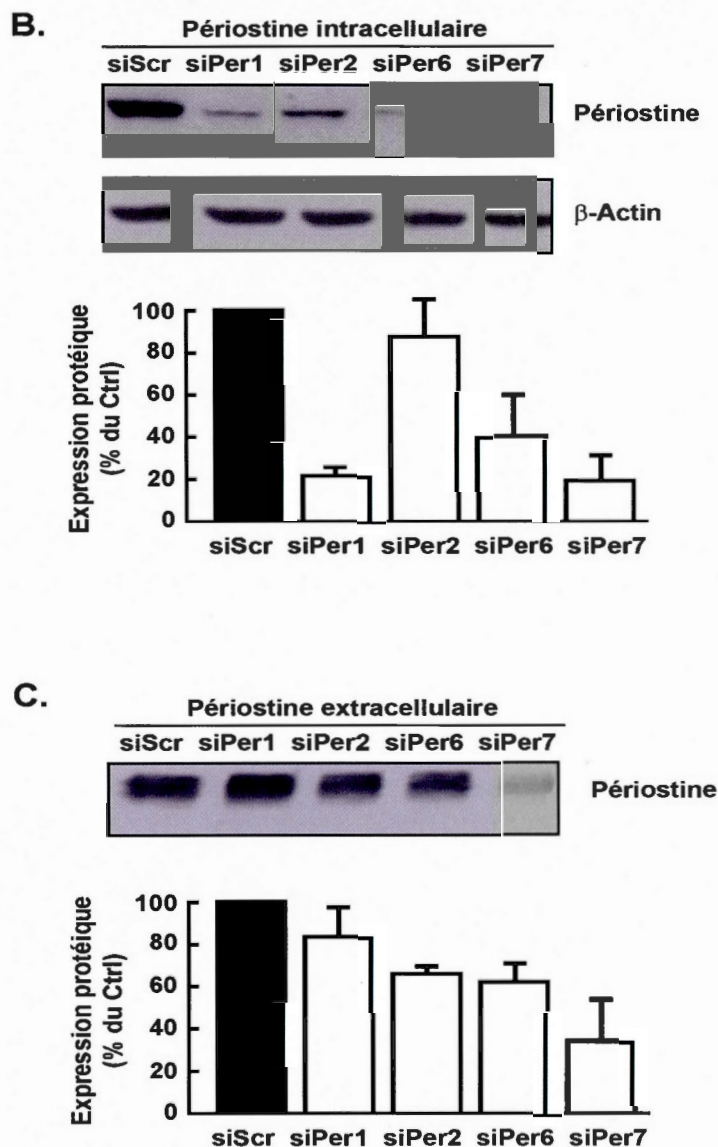 B.
Périostine intracellulaire
siScr siPer1 siPer2 siPer6 siPer7
Périostine
β-Actin
Expression protéique
(% du Ctrl)
100
80
60
40
20
0
siScr siPer1 siPer2 siPer6 siPer7
C.
Périostine extracellulaire
siScr siPer1 siPer2 siPer6 siPer7
Périostine
Expression protéique
(% du Ctrl)
100
80
60
40
20
0
siScr siPer1 siPer2 siPer6 siPer7